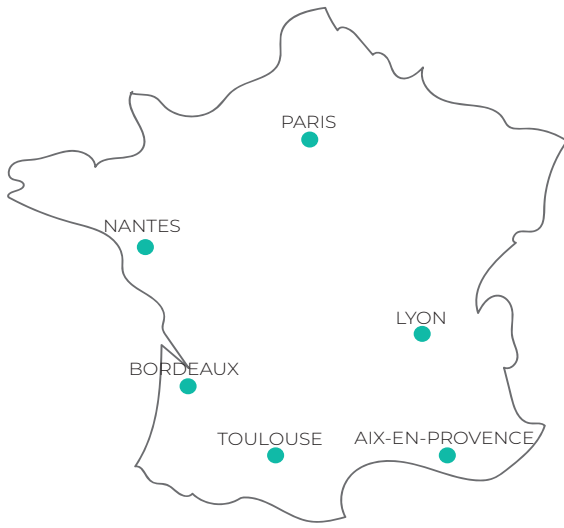 PARIS
NANTES
LYON
BORDEAUX
TOULOUSE
AIX-EN-PROVENCE